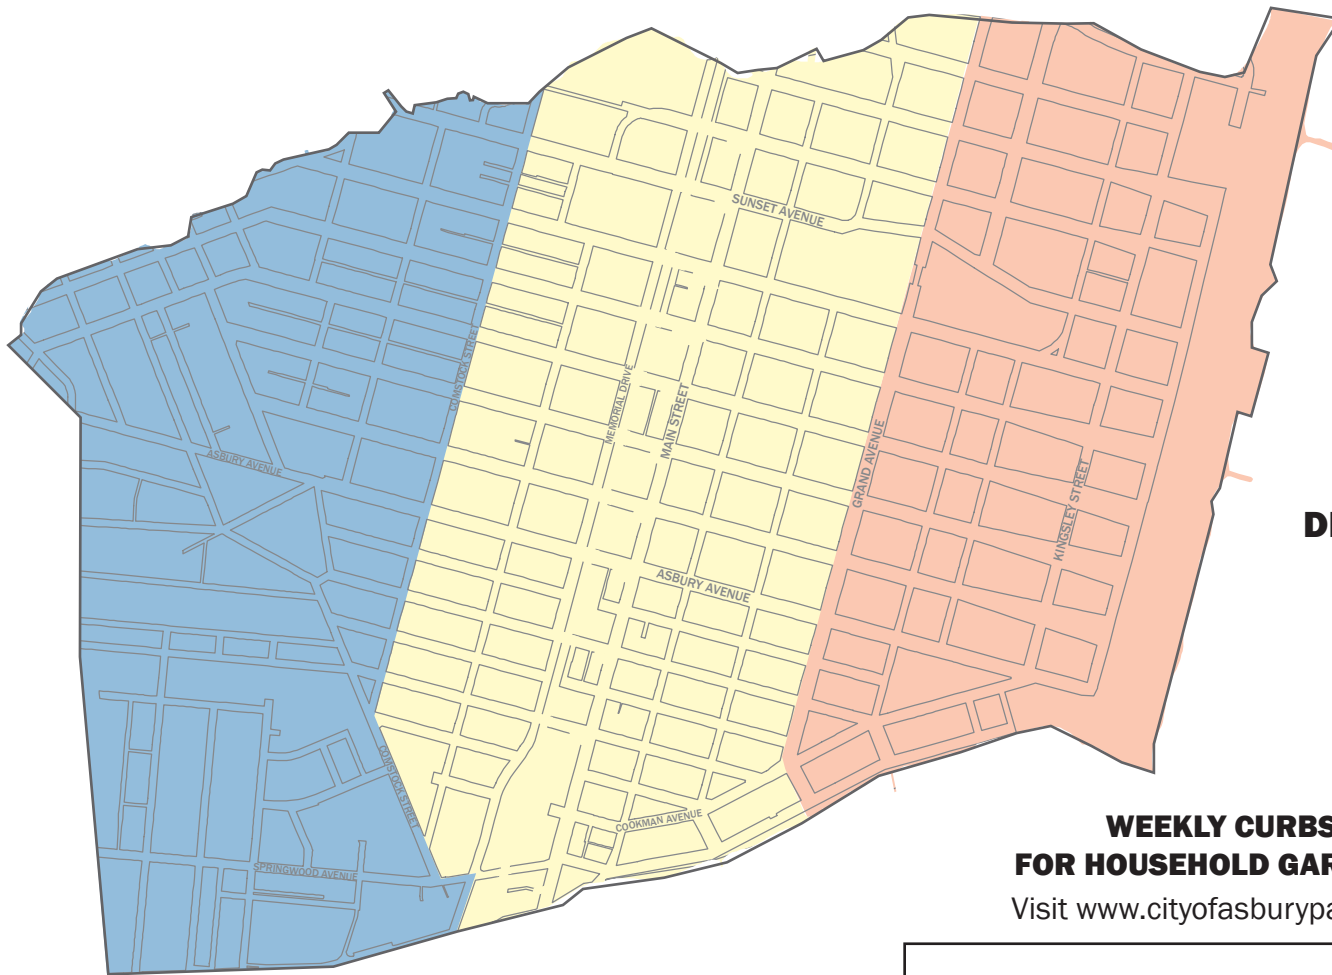 SUNSET AVENUE
COMSTOCK STREET
MEMORIAL DRIVE
MAIN STREET
GRAND AVENUE
ASBURY AVENUE
KINGSLEY STREET
ASBURY AVENUE
COMSTOCK STREET
COOKMAN AVENUE
SPRINGWOOD AVENUE
WEEKLY CURBS
FOR HOUSEHOLD GAR
Visit www.cityofasburypa